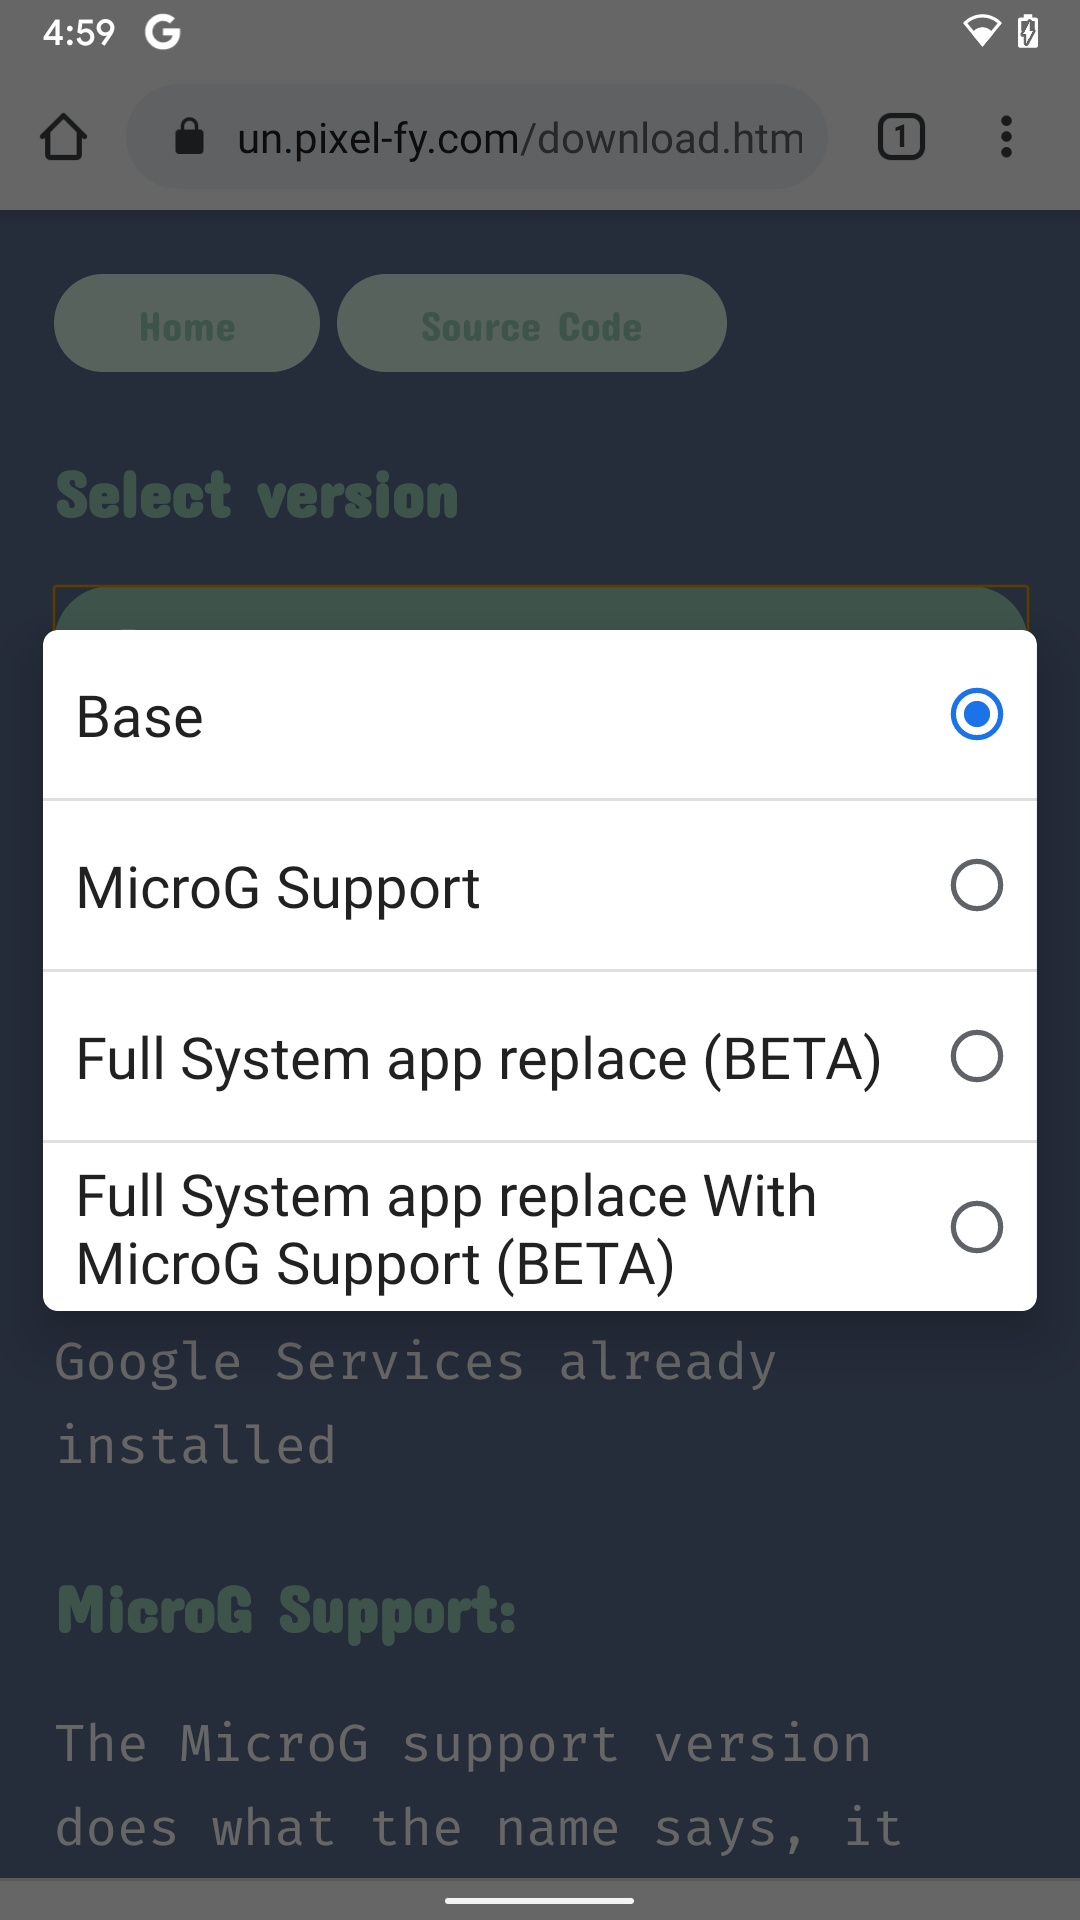 4:59
un.pixel-fy.com/download.htm
1
Home
Source Code
Select version
Base
MicroG Support
Full System app replace (BETA)
Full System app replace With
MicroG Support (BETA)
Google Services already
installed
MicroG Support:
The MicroG support version
does what the name says, it